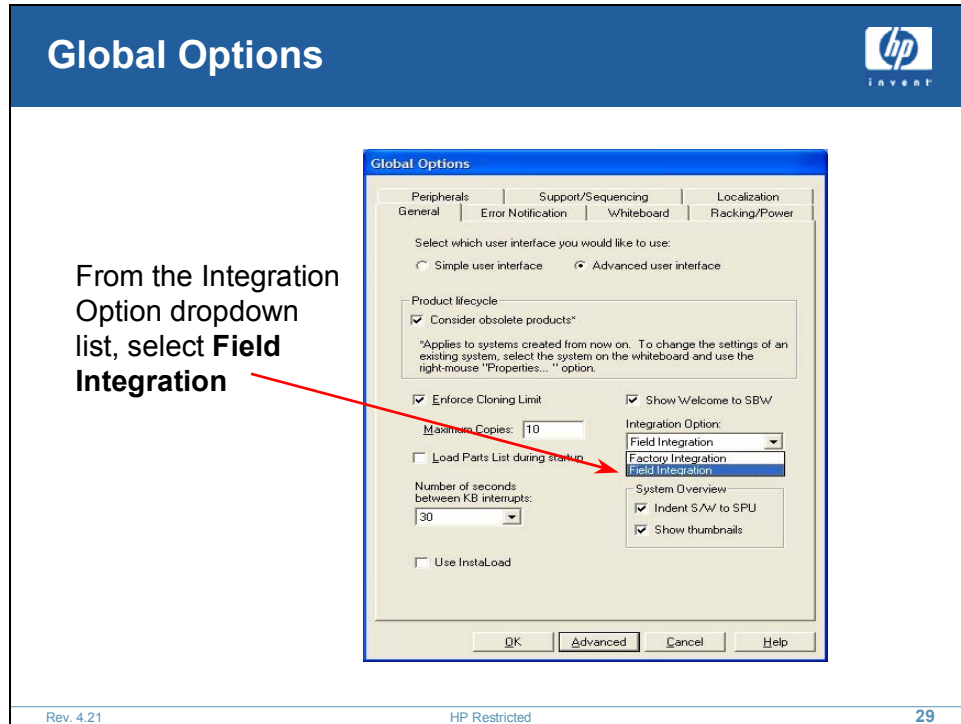 Global Options
hp
invent
From the Integration
Option dropdown
list, select Field
Integration
Global Options
Peripherals Support/Sequencing Localization
General Error Notification Whiteboard Racking/Power
Select which user interface you would like to use:
Simple user interface Advanced user interface
Product lifecycle
Consider obsolete products*
*Applies to systems created from now on. To change the settings of an
existing system, select the system on the whiteboard and use the
right-mouse "Properties... " option.
Enforce Cloning Limit Show Welcome to SBW
Maximum Copies: 10 Integration Option:
Field Integration
Factory Integration
Field Integration
Load Parts List during startup
Number of seconds
between KB interrupts:
30
System Overview
Indent S/W to SPU
Show thumbnails
Use InstaLoad
OK Advanced Cancel Help
Rev. 4.21 HP Restricted 29